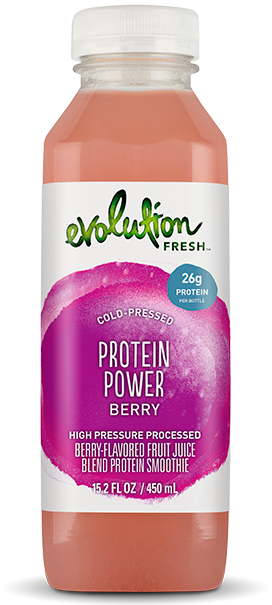 evolution
FRESH™
26g
PROTEIN
PER BOTTLE
COLD-PRESSED
PROTEIN
POWER
BERRY
HIGH PRESSURE PROCESSED
BERRY-FLAVORED FRUIT JUICE
BLEND PROTEIN SMOOTHIE
15.2 FL OZ / 450 mL